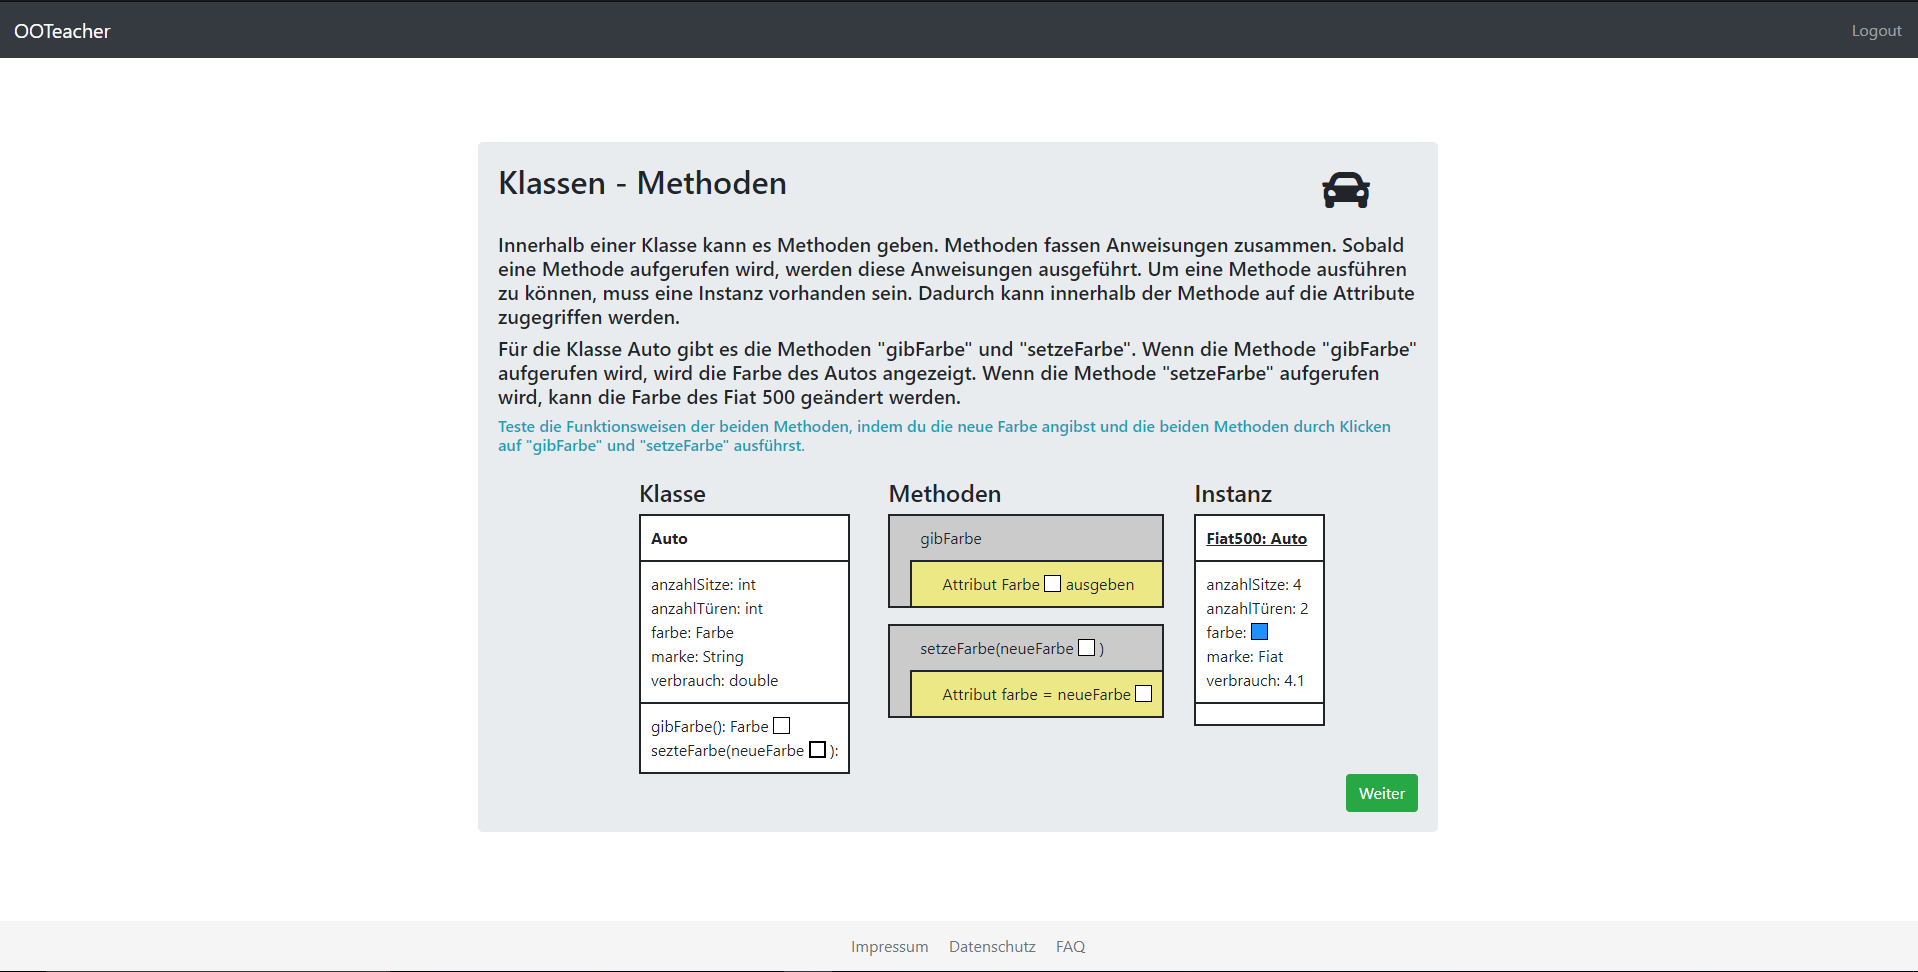 OOTeacher
Logout
Klassen - Methoden
Innerhalb einer Klasse kann es Methoden geben. Methoden fassen Anweisungen zusammen. Sobald
eine Methode aufgerufen wird, werden diese Anweisungen ausgeführt. Um eine Methode ausführen
zu können, muss eine Instanz vorhanden sein. Dadurch kann innerhalb der Methode auf die Attribute
zugegriffen werden.
Für die Klasse Auto gibt es die Methoden "gibFarbe" und "setzeFarbe". Wenn die Methode "gibFarbe"
aufgerufen wird, wird die Farbe des Autos angezeigt. Wenn die Methode "setzeFarbe" aufgerufen
wird, kann die Farbe des Fiat 500 geändert werden.
Teste die Funktionsweisen der beiden Methoden, indem du die neue Farbe angibst und die beiden Methoden durch Klicken
auf "gibFarbe" und "setzeFarbe" ausführst.
Klasse
Auto
anzahlSitze: int
anzahlTüren: int
farbe: Farbe
marke: String
verbrauch: double
gibFarbe(): Farbe
sezteFarbe(neueFarbe ):
Methoden
gibFarbe
Attribut Farbe ausgeben
setzeFarbe(neueFarbe )
Attribut farbe = neueFarbe
Instanz
Fiat500: Auto
anzahlSitze: 4
anzahlTüren: 2
farbe:
marke: Fiat
verbrauch: 4.1
Weiter
Impressum Datenschutz FAQ